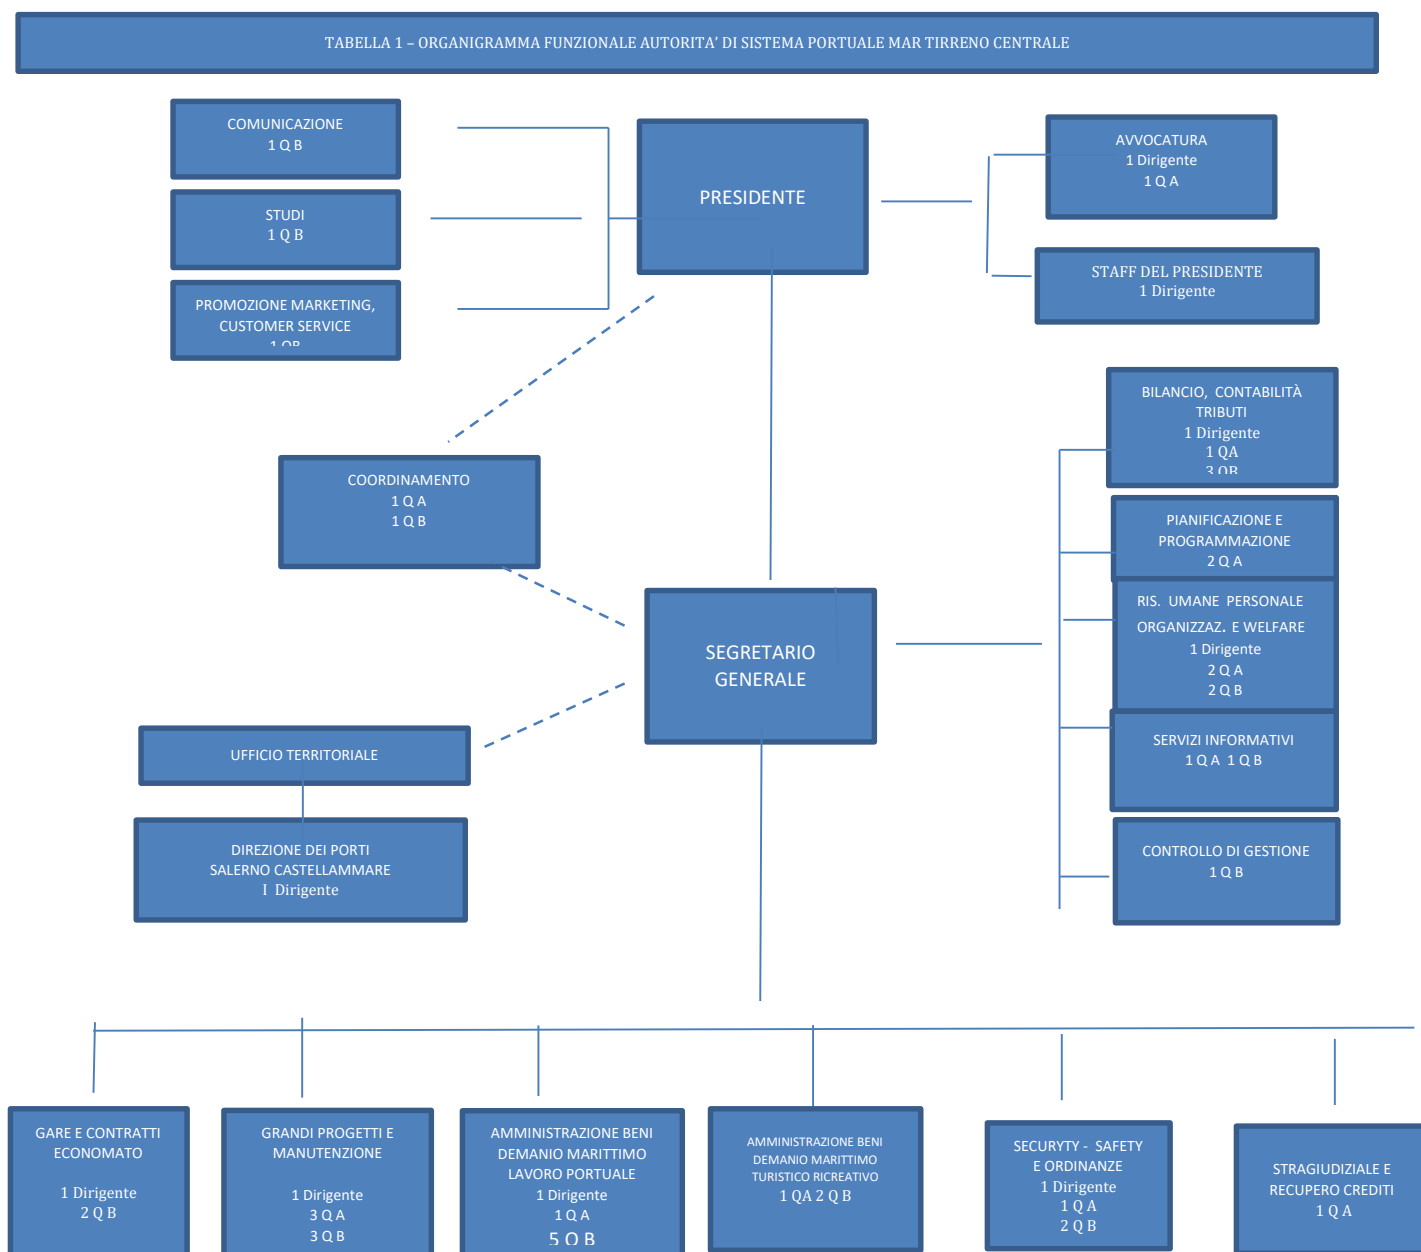 TABELLA 1 – ORGANIGRAMMA FUNZIONALE AUTORITA’ DI SISTEMA PORTUALE MAR TIRRENO CENTRALE
COMUNICAZIONE
1 Q B
STUDI
1 Q B
PROMOZIONE MARKETING,
CUSTOMER SERVICE
1 QB
PRESIDENTE
AVVOCATURA
1 Dirigente
1 Q A
STAFF DEL PRESIDENTE
1 Dirigente
COORDINAMENTO
1 Q A
1 Q B
BILANCIO, CONTABILITÀ
TRIBUTI
1 Dirigente
1 QA
3 QB
PIANIFICAZIONE E
PROGRAMMAZIONE
2 Q A
RIS. UMANE PERSONALE
ORGANIZZAZ. E WELFARE
1 Dirigente
2 Q A
2 Q B
SERVIZI INFORMATIVI
1 Q A 1 Q B
CONTROLLO DI GESTIONE
1 Q B
SEGRETARIO
GENERALE
UFFICIO TERRITORIALE
DIREZIONE DEI PORTI
SALERNO CASTELLAMMARE
I Dirigente
GARE E CONTRATTI
ECONOMATO
1 Dirigente
2 Q B
GRANDI PROGETTI E
MANUTENZIONE
1 Dirigente
3 Q A
3 Q B
AMMINISTRAZIONE BENI
DEMANIO MARITTIMO
LAVORO PORTUALE
1 Dirigente
1 Q A
5 Q B
AMMINISTRAZIONE BENI
DEMANIO MARITTIMO
TURISTICO RICREATIVO
1 QA 2 Q B
SECURYTY - SAFETY
E ORDINANZE
1 Dirigente
1 Q A
2 Q B
STRAGIUDIZIALE E
RECUPERO CREDITI
1 Q A